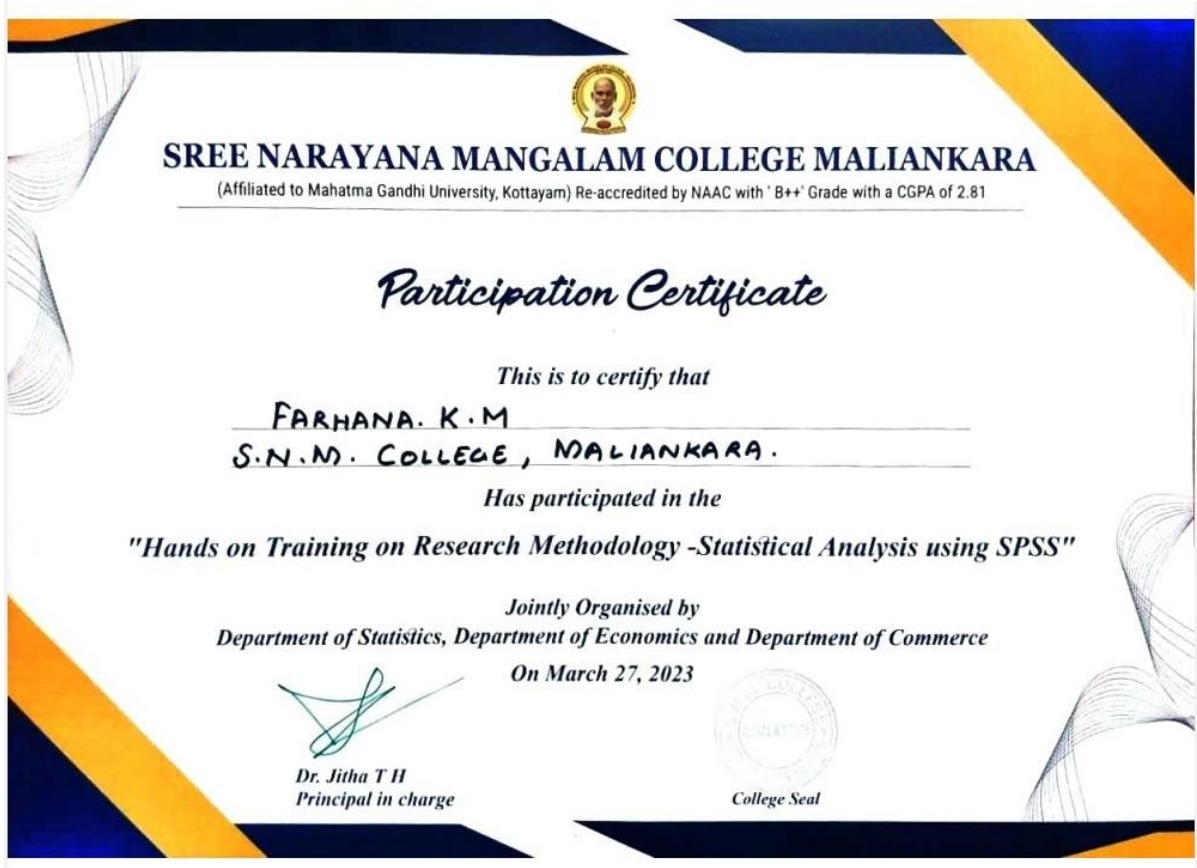 SREE NARAYANA MANGALAM COLLEGE MALIANKARA
(Affiliated to Mahatma Gandhi University, Kottayam) Re-accredited by NAAC with ' B++' Grade with a CGPA of 2.81
Participation Certificate
This is to certify that
FARHANA. K.M
S.N.M. COLLEGE, MALIANKARA.
Has participated in the
"Hands on Training on Research Methodology -Statistical Analysis using SPSS"
Jointly Organised by
Department of Statistics, Department of Economics and Department of Commerce
On March 27, 2023
Dr. Jitha T H
Principal in charge
College Seal